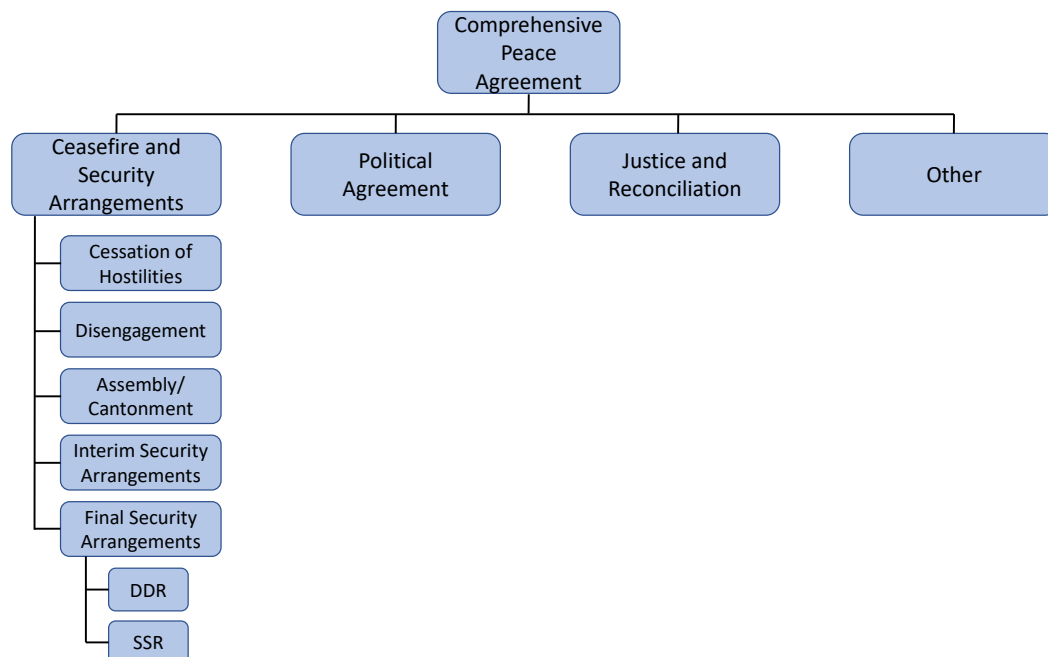 Comprehensive
Peace
Agreement
Ceasefire and
Security
Arrangements
Political
Agreement
Justice and
Reconciliation
Other
Cessation of
Hostilities
Disengagement
Assembly/
Cantonment
Interim Security
Arrangements
Final Security
Arrangements
DDR
SSR